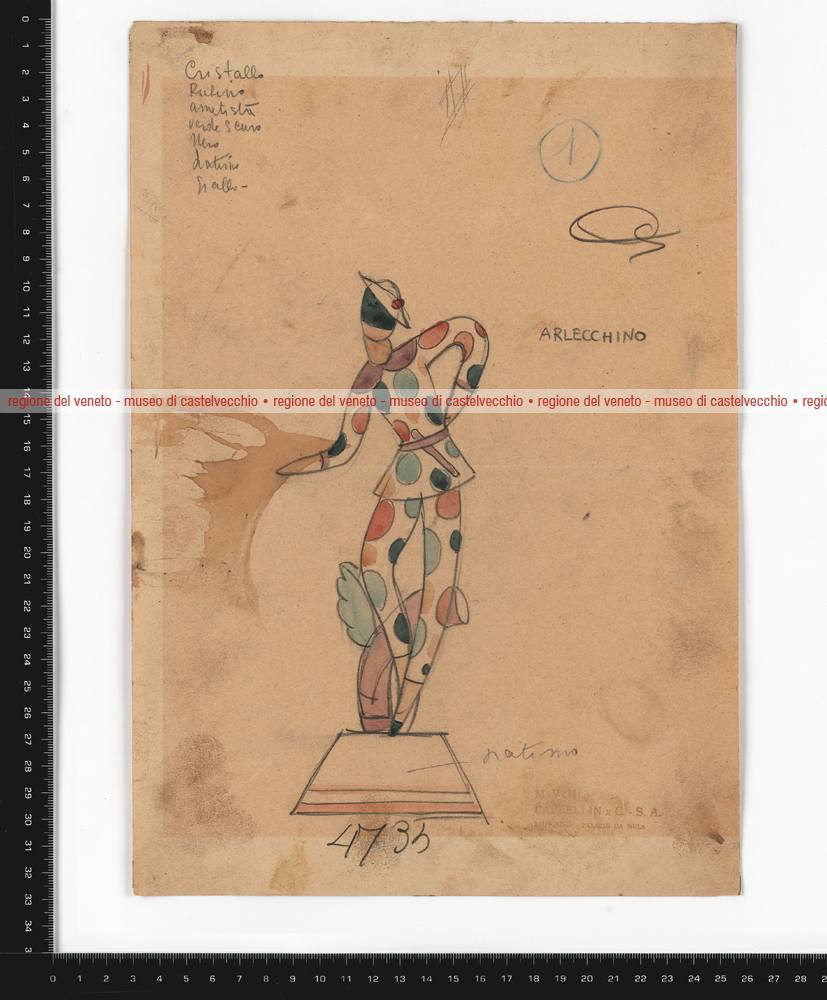 Cristallo
Rubino
ametista
verde scuro
Nero
lattimo
Giallo-
1
ARLECCHINO
regione del veneto - museo di castelvecchio • regione del veneto - museo di castelvecchio • regione del veneto - museo di castelvecchio • regio
lattimo
CAPPELLIN & C. - S. A.
MURANO - PALAZZO DA MULA
4735
0 1 2 3 4 5 6 7 8 9 10 11 12 13 14 15 16 17 18 19 20 21 22 23 24 25 26 27 28 29 30 31 32 33 34 3
0 1 2 3 4 5 6 7 8 9 10 11 12 13 14 15 16 17 18 19 20 21 22 23 24 25 26 27 28 2